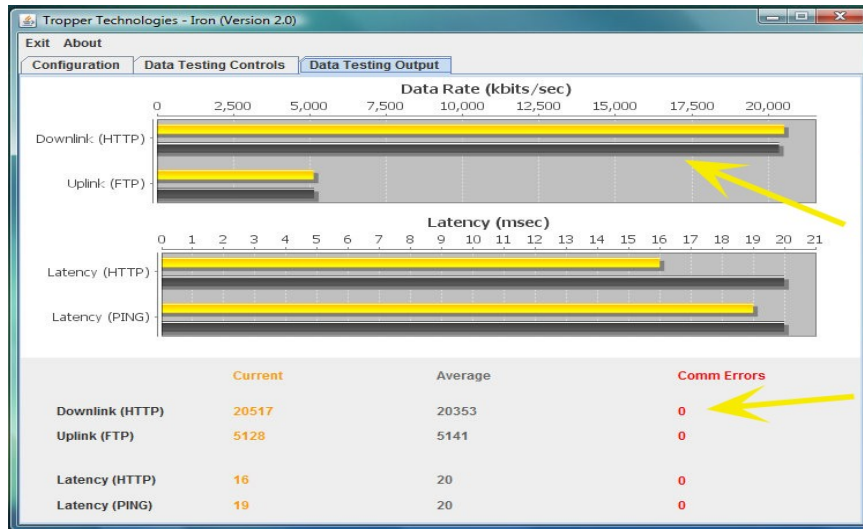 Tropper Technologies - Iron (Version 2.0)
Exit About
Configuration Data Testing Controls Data Testing Output
Data Rate (kbits/sec)
0 2,500 5,000 7,500 10,000 12,500 15,000 17,500 20,000
Downlink (HTTP)
Uplink (FTP)
Latency (msec)
0 1 2 3 4 5 6 7 8 9 10 11 12 13 14 15 16 17 18 19 20 21
Latency (HTTP)
Latency (PING)
Current Average Comm Errors
Downlink (HTTP) 20517 20353 0
Uplink (FTP) 5128 5141 0
Latency (HTTP) 16 20 0
Latency (PING) 19 20 0